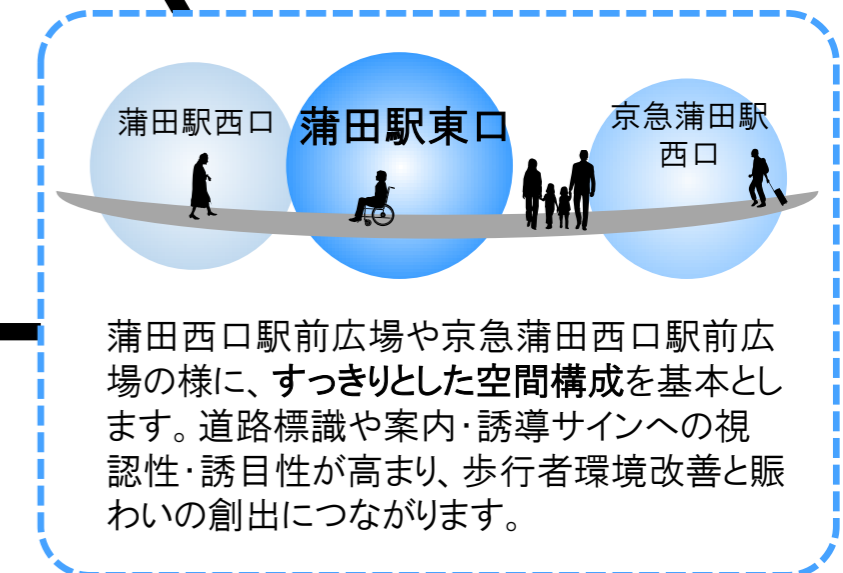 蒲田駅西口
蒲田駅東口
京急蒲田駅
西口
蒲田西口駅前広場や京急蒲田西口駅前広
場の様に、すっきりとした空間構成を基本とし
ます。道路標識や案内･誘導サインへの視
認性･誘目性が高まり、歩行者環境改善と賑
わいの創出につながります。